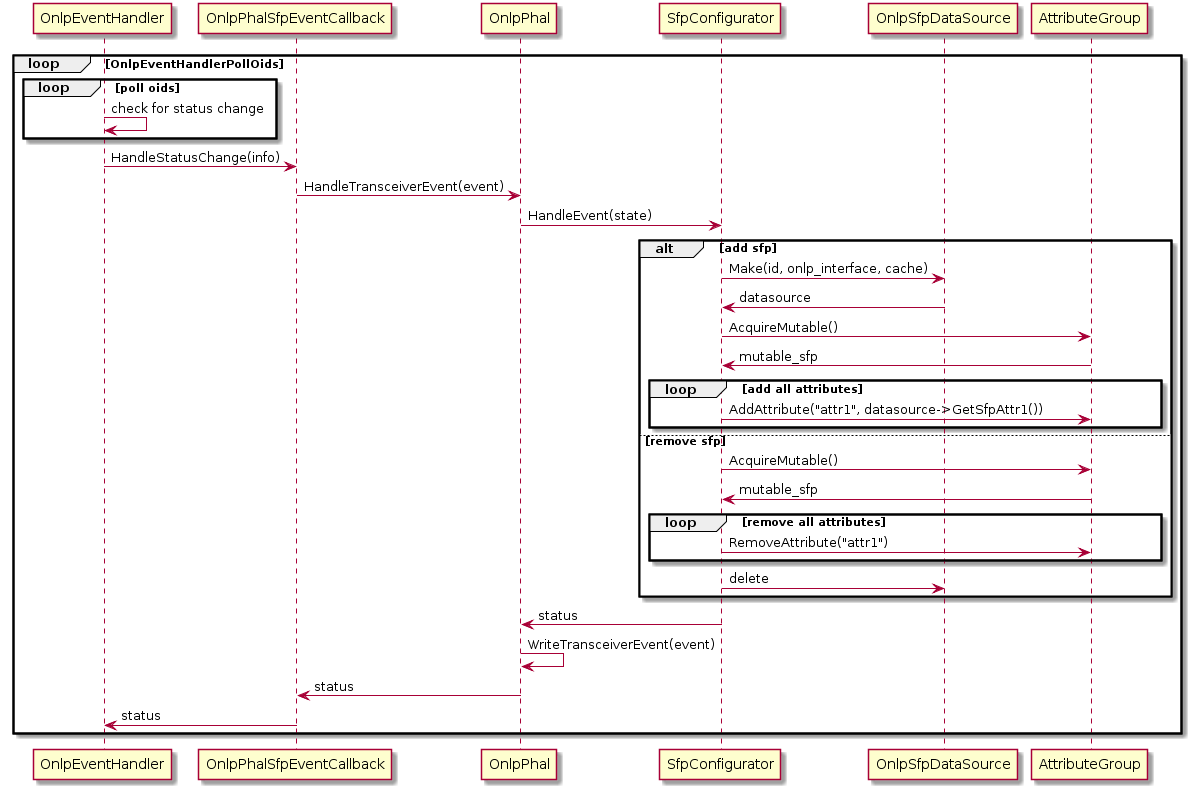 OnlpEventHandler OnlpPhalSfpEventCallback OnlpPhal SfpConfigurator OnlpSfpDataSource AttributeGroup
loop [OnlpEventHandlerPollOids]
loop [poll oids]
check for status change
HandleStatusChange(info)
HandleTransceiverEvent(event)
HandleEvent(state)
alt [add sfp]
Make(id, onlp_interface, cache)
datasource
AcquireMutable()
mutable_sfp
loop [add all attributes]
AddAttribute("attr1", datasource->GetSfpAttr1())
[remove sfp]
AcquireMutable()
mutable_sfp
loop [remove all attributes]
RemoveAttribute("attr1")
delete
status
WriteTransceiverEvent(event)
status
status
OnlpEventHandler OnlpPhalSfpEventCallback OnlpPhal SfpConfigurator OnlpSfpDataSource AttributeGroup